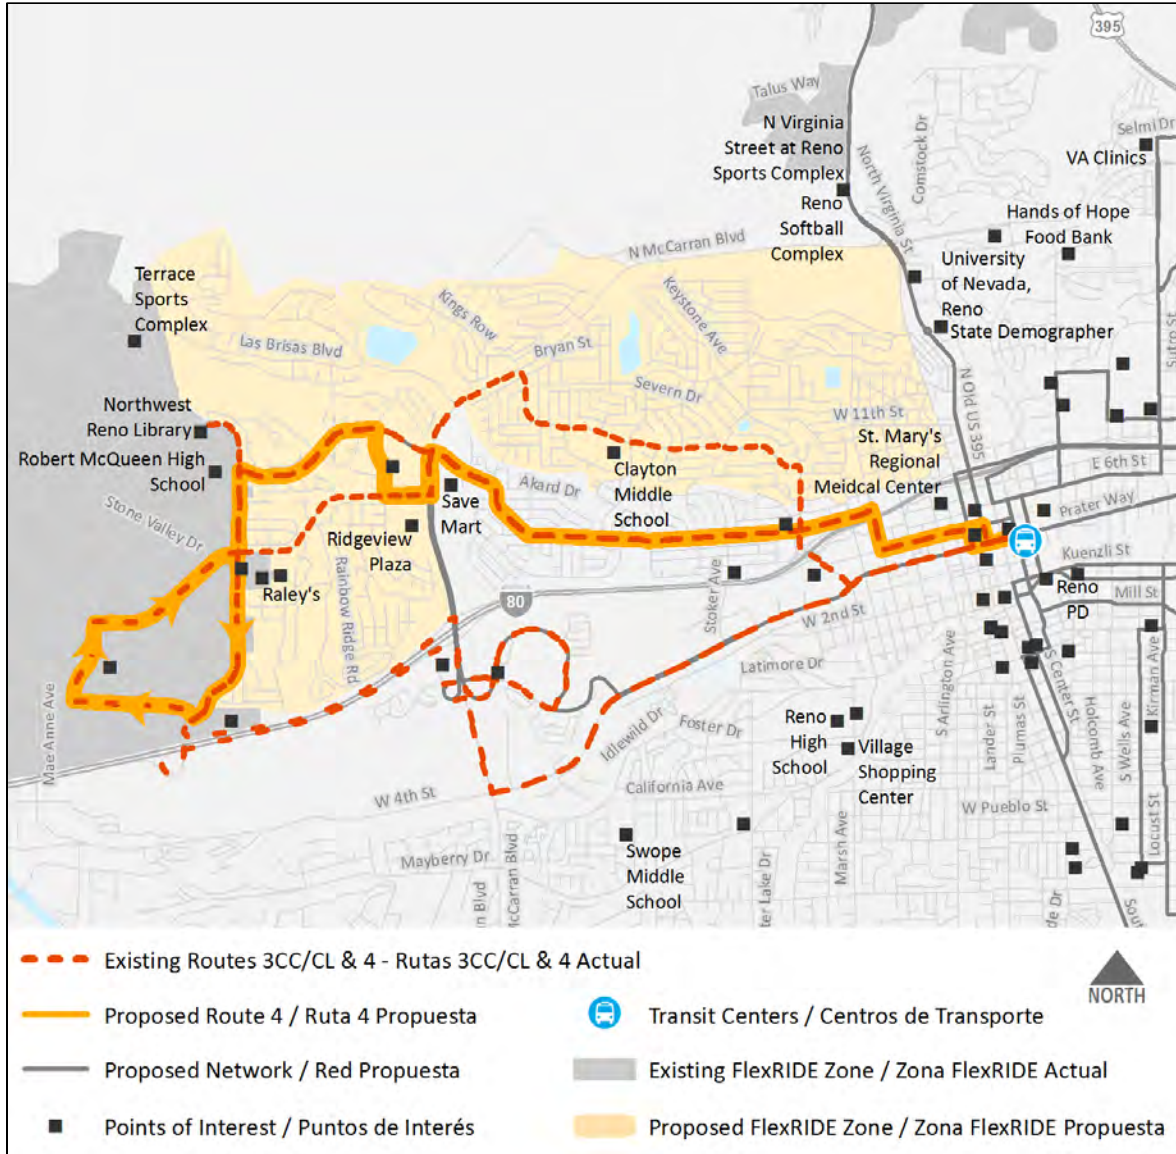 395
Talus Way
Selmi Dr
N Virginia
Street at Reno
Sports Complex
Comstock Dr
VA Clinics
North Virginia St
Reno
Softball
Complex
Hands of Hope
Food Bank
N McCarran Blvd
University
of Nevada,
Reno
Terrace
Sports
Complex
Kings Row
Keystone Ave
State Demographer
Sutro St
Las Brisas Blvd
Bryan St
Severn Dr
N Old US 395
Northwest
Reno Library
W 11th St
St. Mary's
Regional
Meidcal Center
Robert McQueen High
School
Clayton
Middle
School
E 6th St
Save
Mart
Akard Dr
Prater Way
Stone Valley Dr
Ridgeview
Plaza
Kuenzli St
Raley's
Rainbow Ridge Rd
80
Stoker Ave
W 2nd St
Reno
PD
Mill St
Latimore Dr
S Arlington Ave
S Center St
Kirman Ave
Mae Anne Ave
Idlewild Dr
Foster Dr
Reno
High
School
Village
Shopping
Center
Lander St
Plumas St
Holcomb Ave
S Wells Ave
W 4th St
California Ave
W Pueblo St
Locust St
Mayberry Dr
McCarran Blvd
n Blvd
Swope
Middle
School
ter Lake Dr
Marsh Ave
de Dr
Sout
Existing Routes 3CC/CL & 4 - Rutas 3CC/CL & 4 Actual
NORTH
Proposed Route 4 / Ruta 4 Propuesta
Transit Centers / Centros de Transporte
Proposed Network / Red Propuesta
Existing FlexRIDE Zone / Zona FlexRIDE Actual
Points of Interest / Puntos de Interés
Proposed FlexRIDE Zone / Zona FlexRIDE Propuesta